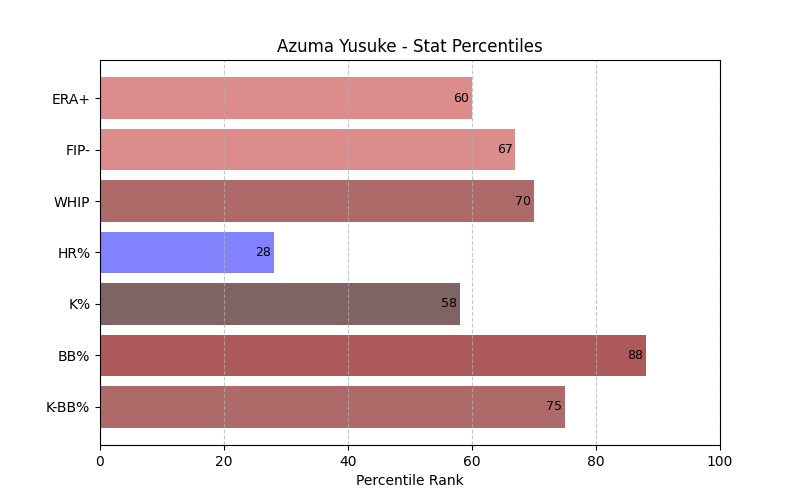 Azuma Yusuke - Stat Percentiles
ERA+ 60
FIP- 67
WHIP 70
HR% 28
K% 58
BB% 88
K-BB% 75
0 20 40 60 80 100
Percentile Rank